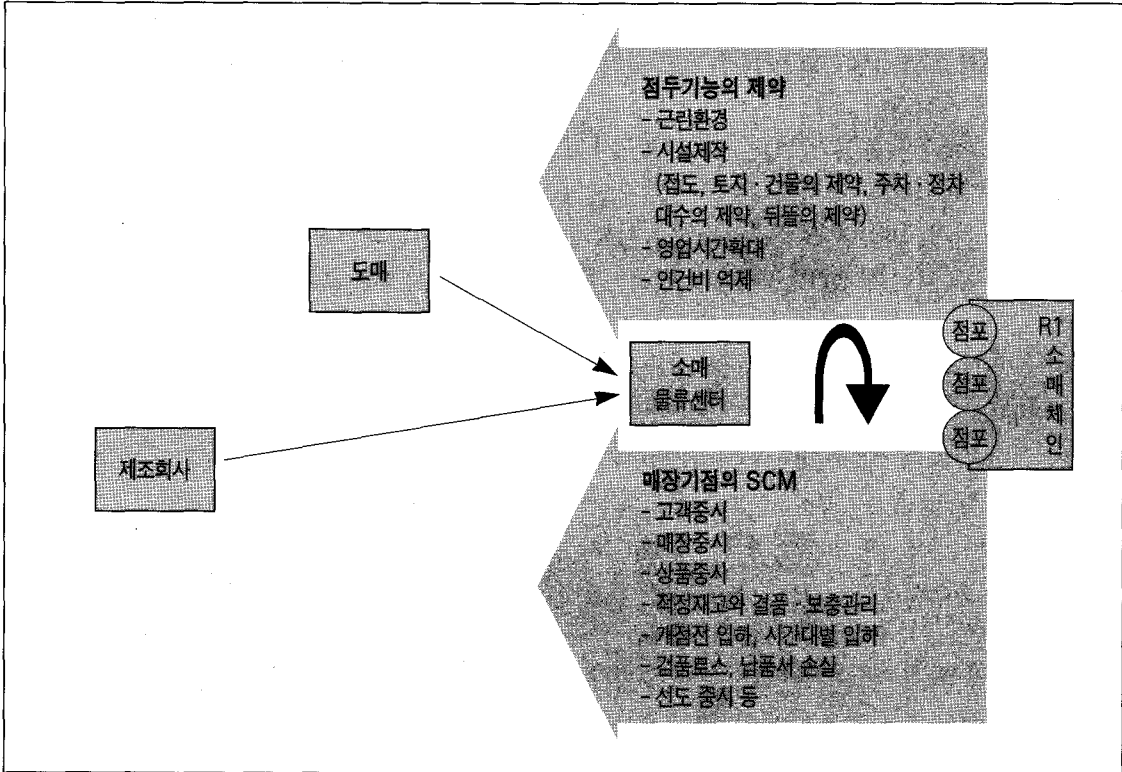 점두기능의 제약
- 근린환경
- 시설제작
(접도, 토지 · 건물의 제약, 주차 · 정차
대수의 제약, 뒤뜰의 제약)
- 영업시간확대
- 인건비 억제
도매
제조회사
소매
물류센터
점포
점포
점포
R1
소
매
체
인
매장기점의 SCM
- 고객중시
- 매장중시
- 상품중시
- 적정재고와 결품 · 보충관리
- 개점전 입하, 시간대별 입하
- 검품로스, 납품서 손실
- 선도 중시 등